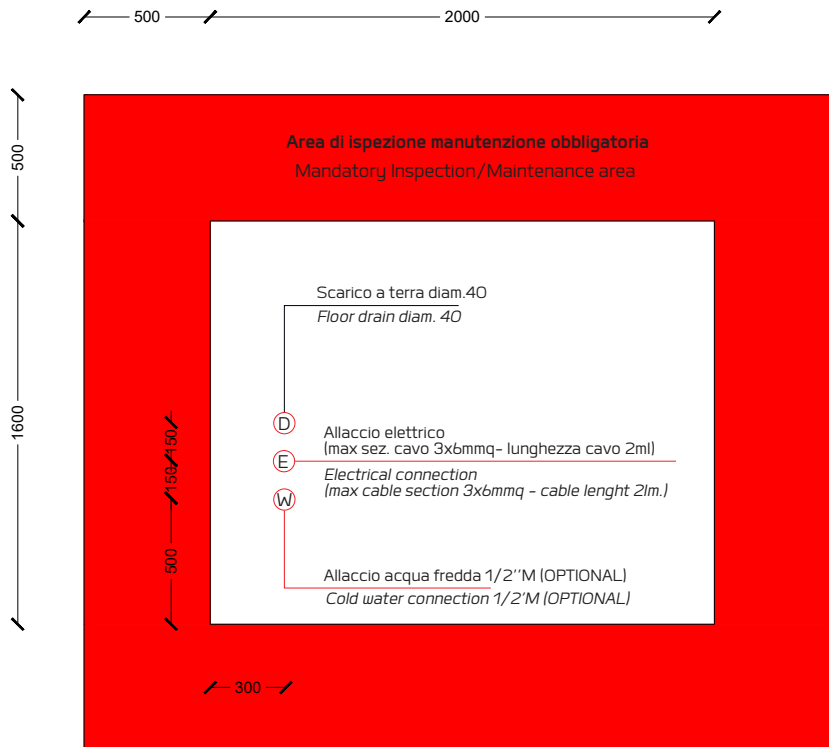 500
2000
500
Area di ispezione manutenzione obbligatoria
Mandatory Inspection/Maintenance area
1600
Scarico a terra diam.40
Floor drain diam. 40
D
150
Allaccio elettrico
(max sez. cavo 3x6mmq- lunghezza cavo 2ml)
E
150
Electrical connection
(max cable section 3x6mmq - cable lenght 2lm.)
W
500
Allaccio acqua fredda 1/2''M (OPTIONAL)
Cold water connection 1/2'M (OPTIONAL)
300